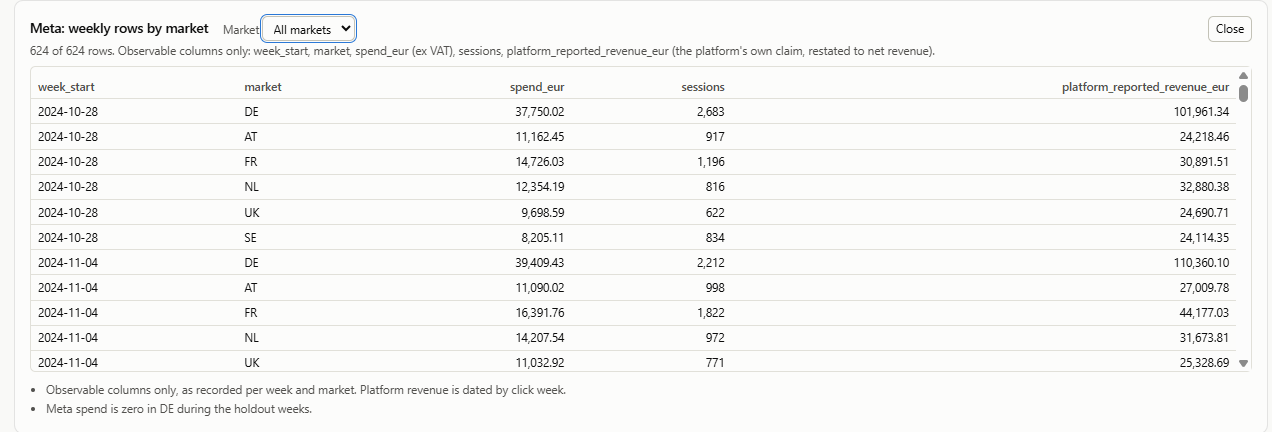 Meta: weekly rows by market Market All markets Close
624 of 624 rows. Observable columns only: week_start, market, spend_eur (ex VAT), sessions, platform_reported_revenue_eur (the platform's own claim, restated to net revenue).
week_start market spend_eur sessions platform_reported_revenue_eur
2024-10-28 DE 37,750.02 2,683 101,961.34
2024-10-28 AT 11,162.45 917 24,218.46
2024-10-28 FR 14,726.03 1,196 30,891.51
2024-10-28 NL 12,354.19 816 32,880.38
2024-10-28 UK 9,698.59 622 24,690.71
2024-10-28 SE 8,205.11 834 24,114.35
2024-11-04 DE 39,409.43 2,212 110,360.10
2024-11-04 AT 11,090.02 998 27,009.78
2024-11-04 FR 16,391.76 1,822 44,177.03
2024-11-04 NL 14,207.54 972 31,673.81
2024-11-04 UK 11,032.92 771 25,328.69
• Observable columns only, as recorded per week and market. Platform revenue is dated by click week.
• Meta spend is zero in DE during the holdout weeks.